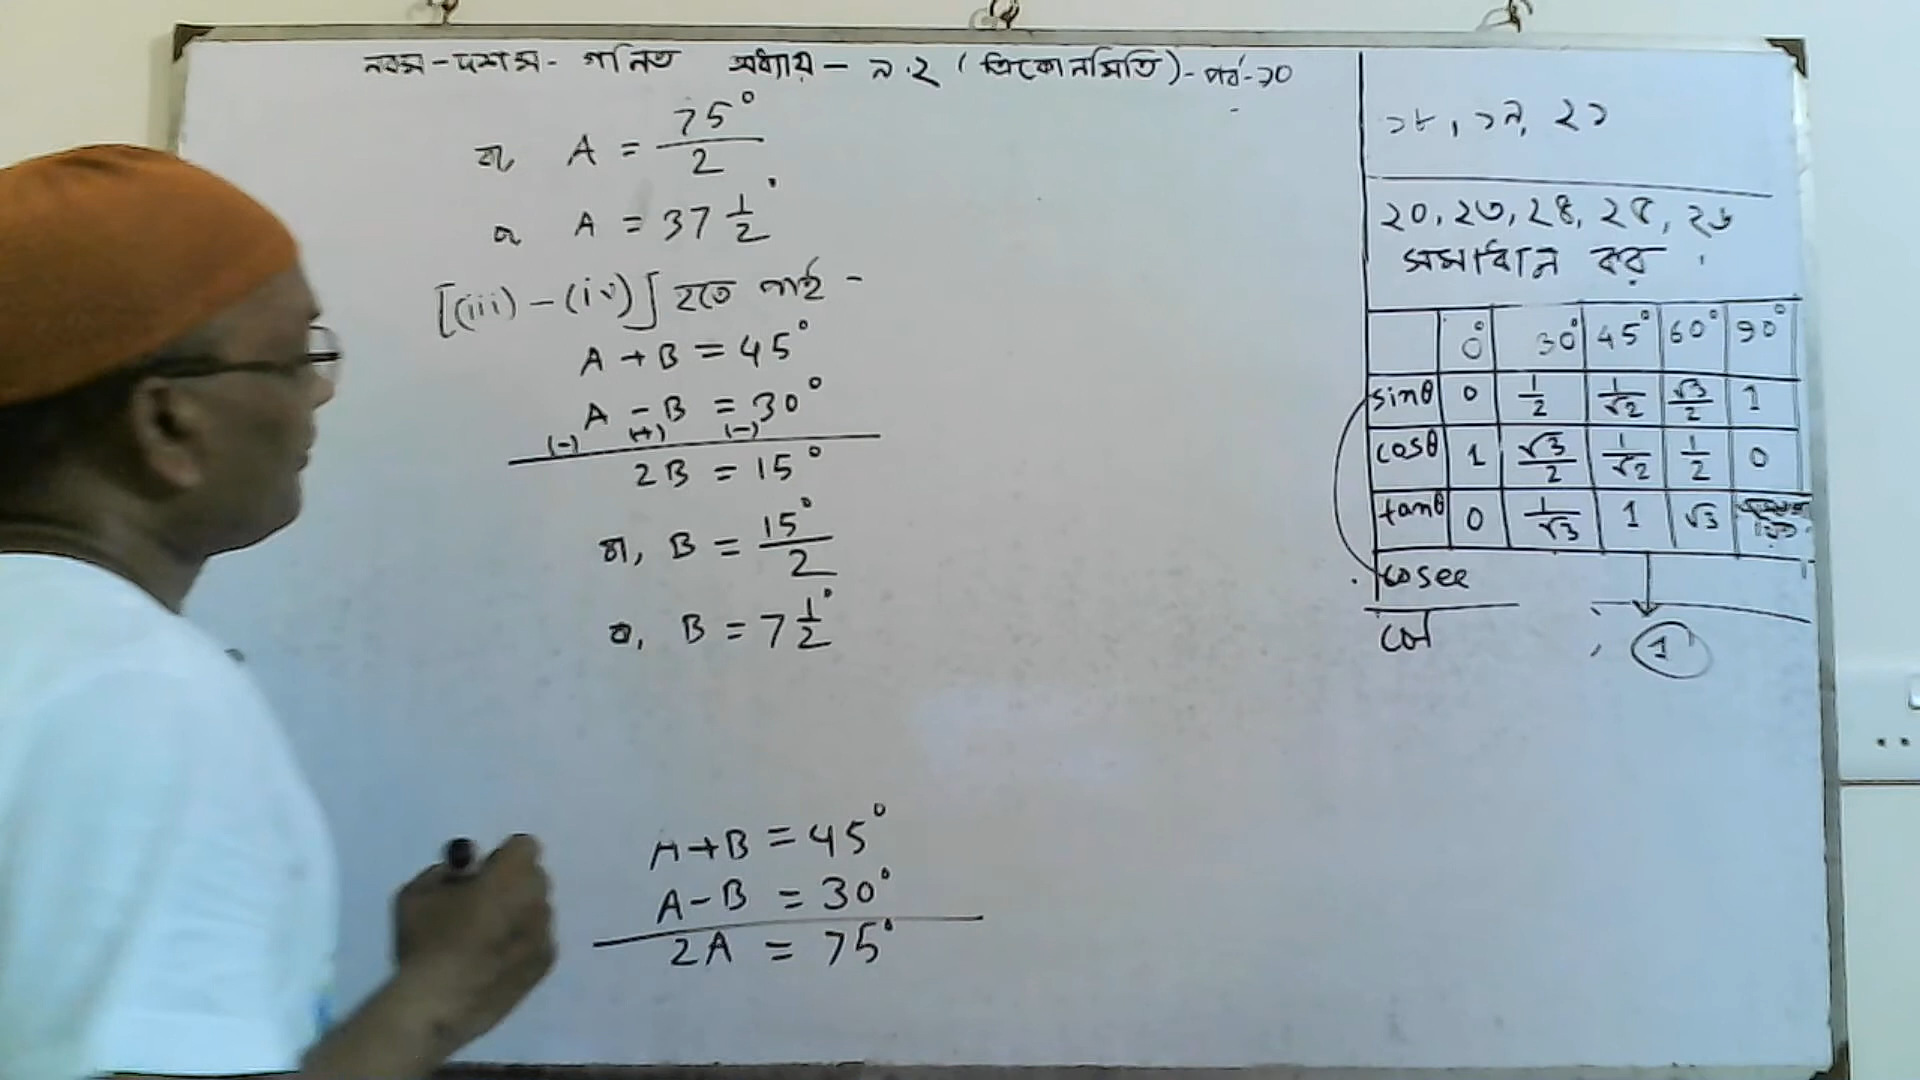 নবম-দশম- গনিত অধ্যায় - ৯.২ (ত্রিকোনমিতি)- পর্ব-১০
বা A = 75°/2
বা A = 37 1/2°
[(iii) - (iv)] হতে পাই -
A + B = 45°
A - B = 30°
(-) (+) (-)
2B = 15°
বা, B = 15°/2
বা, B = 7 1/2°
A+B = 45°
A-B = 30°
2A = 75°
১৮, ১৯, ২১
২০, ২৩, ২৪, ২৫, ২৬
সমাধান কর
0° 30° 45° 60° 90°
sinθ 0 1/2 1/√2 √3/2 1
cosθ 1 √3/2 1/√2 1/2 0
tanθ 0 1/√3 1 √3
cosec
cot
1